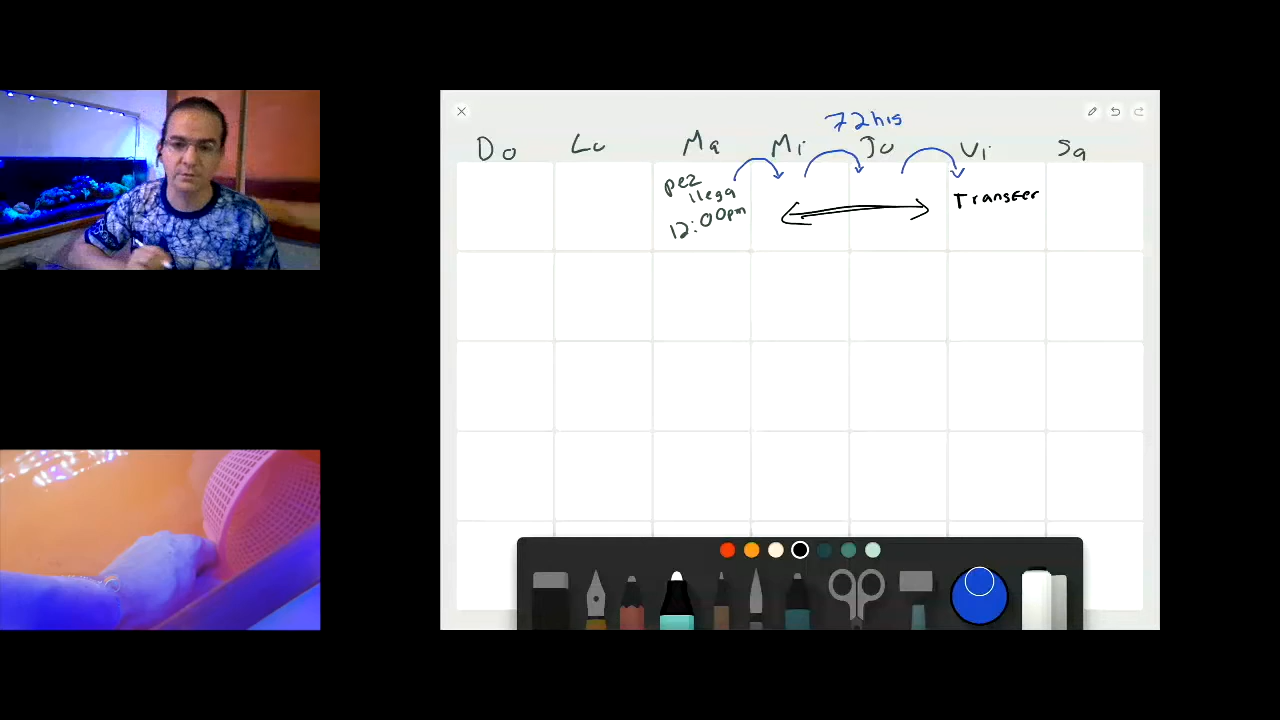 72hrs
Do Lu Ma Mi Ju Vi Sa
pez
llega
12:00pm
Transfer